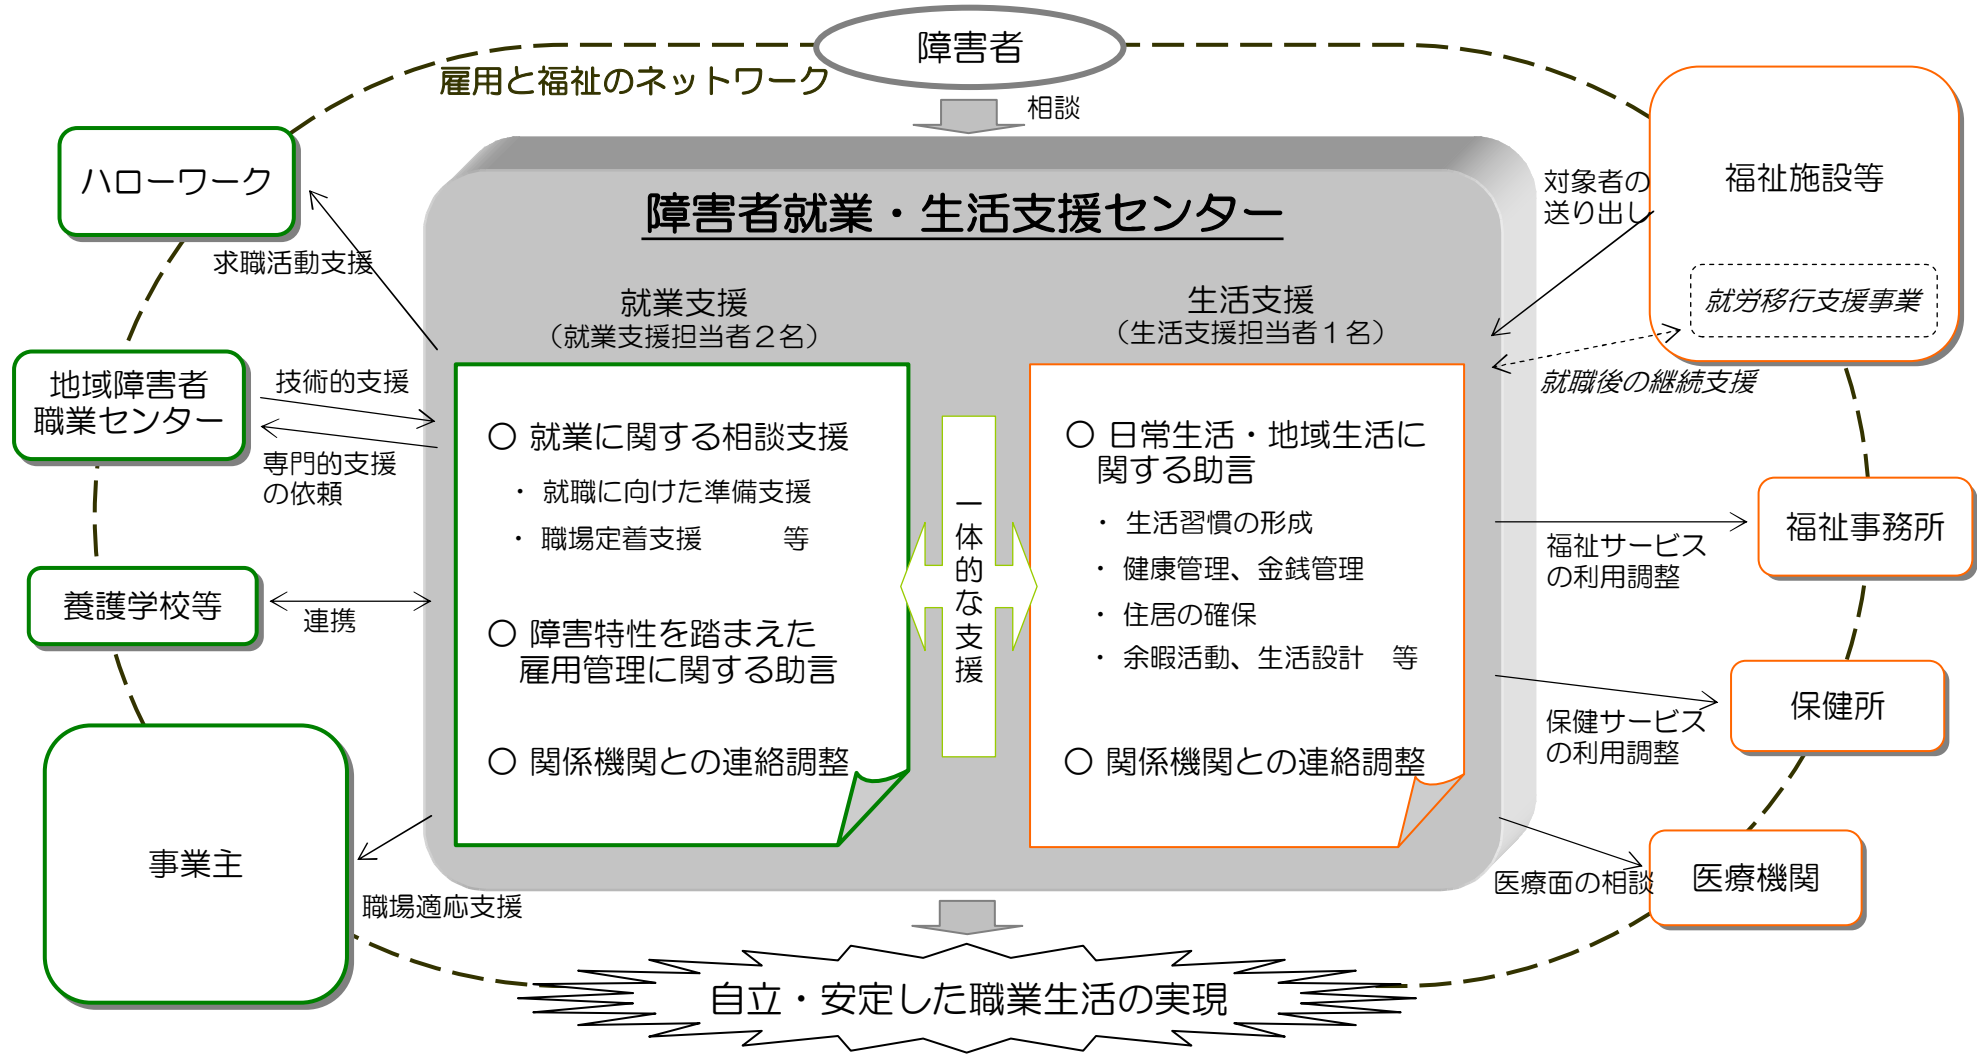 障害者
雇用と福祉のネットワーク
相談
ハローワーク
求職活動支援
地域障害者
職業センター
技術的支援
専門的支援
の依頼
養護学校等
連携
事業主
職場適応支援
障害者就業・生活支援センター
就業支援
（就業支援担当者２名）
○ 就業に関する相談支援
・ 就職に向けた準備支援
・ 職場定着支援　　　等
○ 障害特性を踏まえた
雇用管理に関する助言
○ 関係機関との連絡調整
一体的な支援
生活支援
（生活支援担当者１名）
○ 日常生活・地域生活に
関する助言
・ 生活習慣の形成
・ 健康管理、金銭管理
・ 住居の確保
・ 余暇活動、生活設計　等
○ 関係機関との連絡調整
対象者の
送り出し
福祉施設等
就労移行支援事業
就職後の継続支援
福祉サービス
の利用調整
福祉事務所
保健サービス
の利用調整
保健所
医療面の相談
医療機関
自立・安定した職業生活の実現